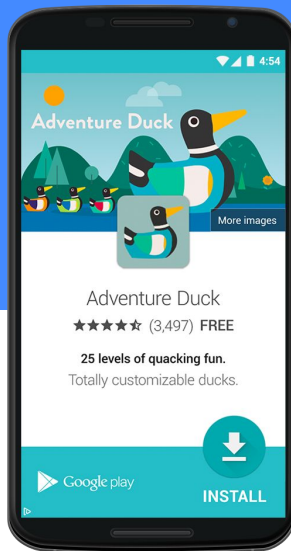 4:54
Adventure Duck
More images
Adventure Duck
(3,497) FREE
25 levels of quacking fun.
Totally customizable ducks.
Google play
INSTALL